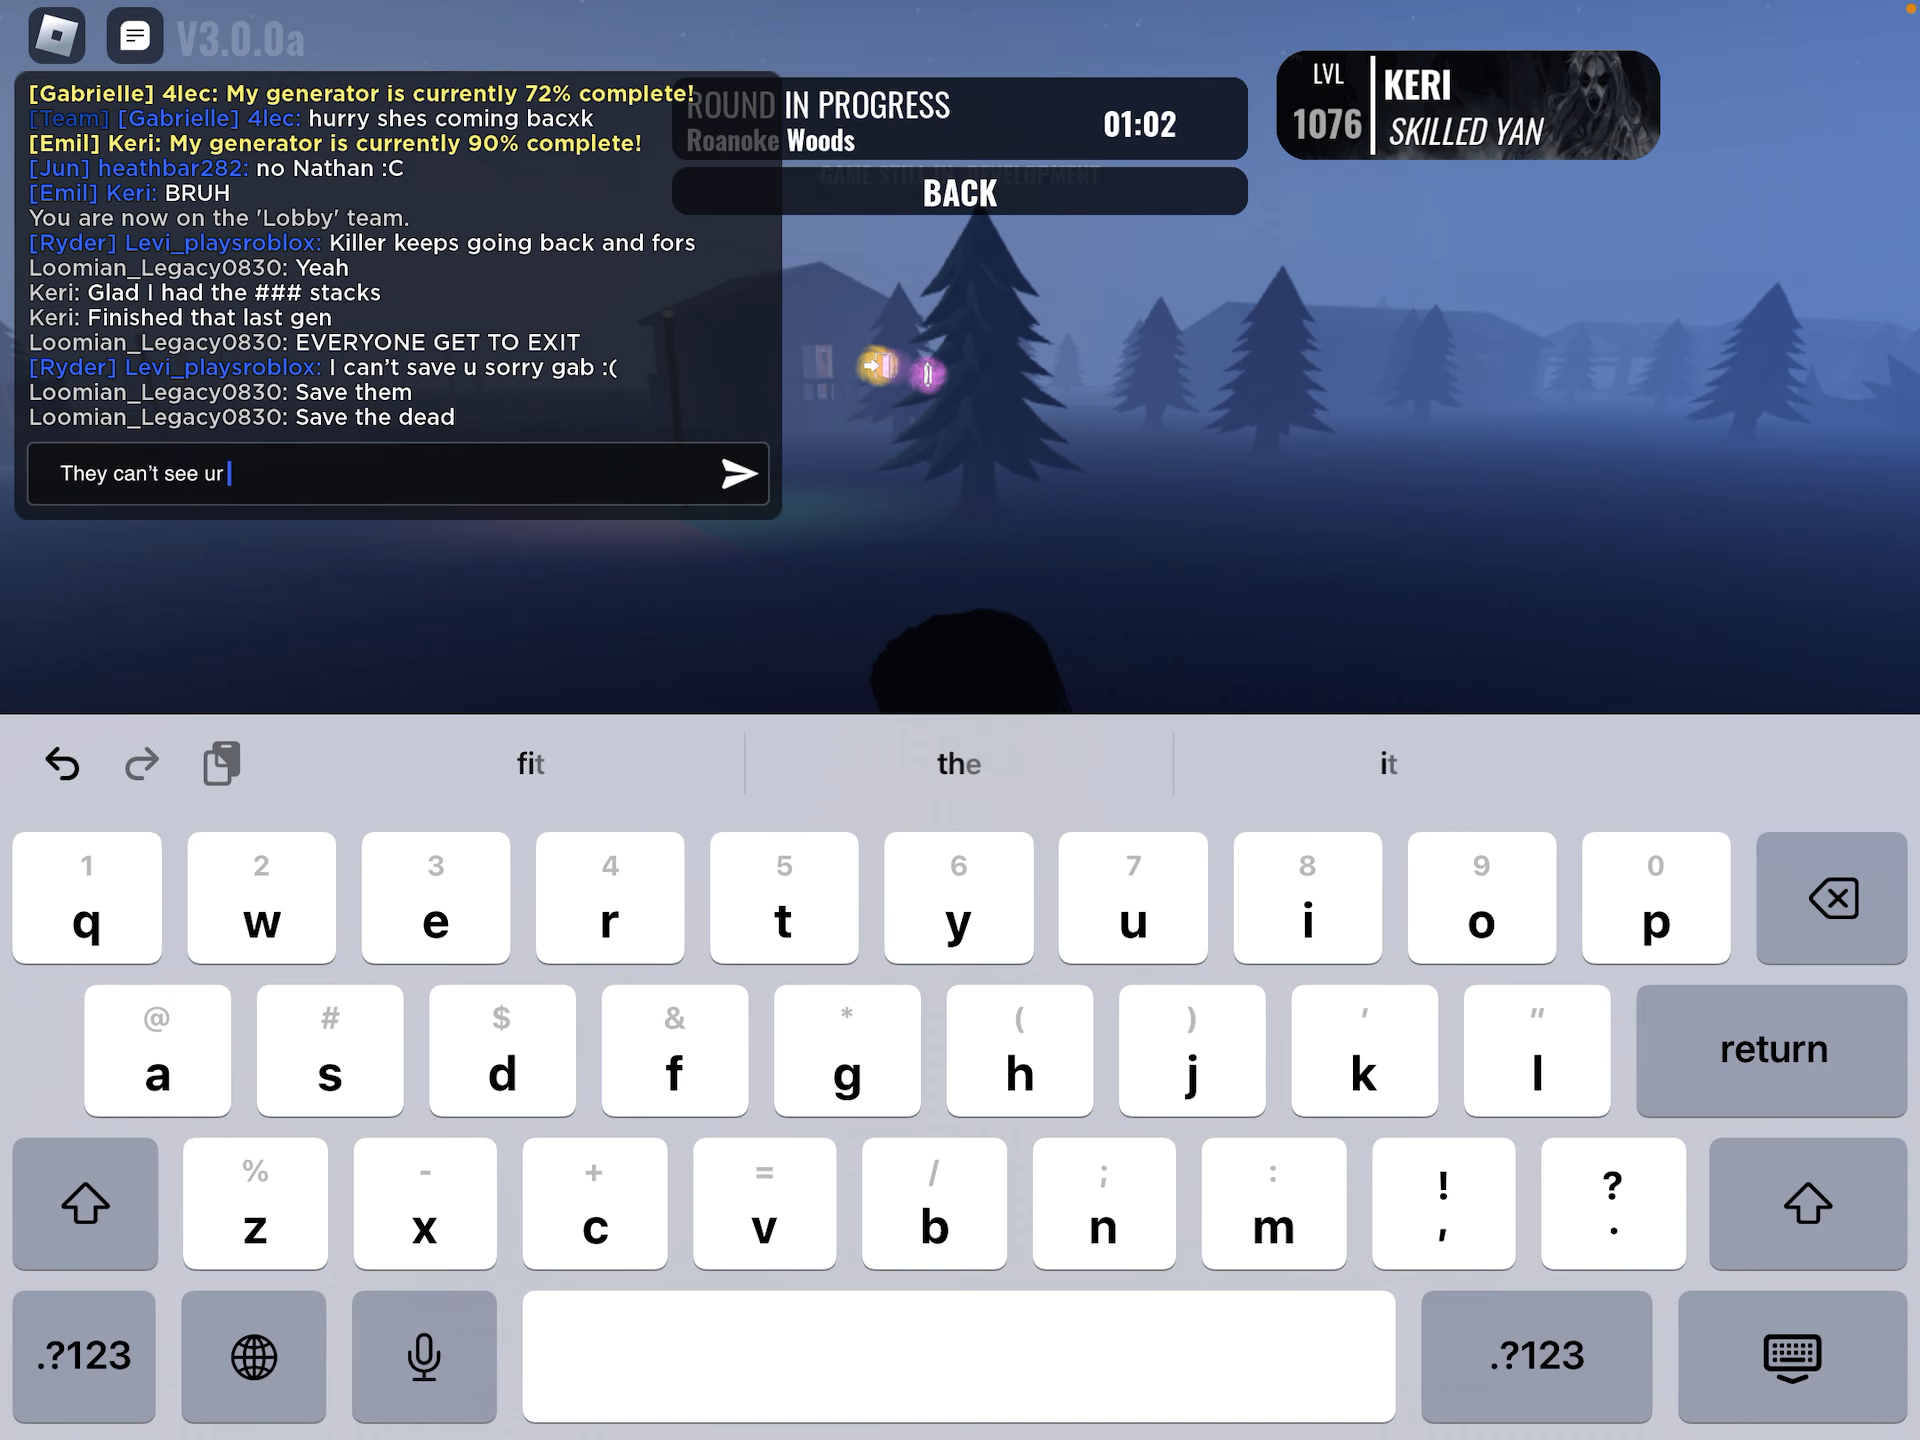 V3.0.0a
[Gabrielle] 4lec: My generator is currently 72% complete!
[Team] [Gabrielle] 4lec: hurry shes coming bacxk
[Emil] Keri: My generator is currently 90% complete!
[Jun] heathbar282: no Nathan :C
[Emil] Keri: BRUH
You are now on the 'Lobby' team.
[Ryder] Levi_playsroblox: Killer keeps going back and fors
Loomian_Legacy0830: Yeah
Keri: Glad I had the ### stacks
Keri: Finished that last gen
Loomian_Legacy0830: EVERYONE GET TO EXIT
[Ryder] Levi_playsroblox: I can't save u sorry gab :(
Loomian_Legacy0830: Save them
Loomian_Legacy0830: Save the dead
They can't see ur
ROUND IN PROGRESS
Roanoke Woods
01:02
GAME STILL IN DEVELOPMENT
BACK
LVL
1076
KERI
SKILLED YAN
fit the it
1 2 3 4 5 6 7 8 9 0
q w e r t y u i o p
@ # $ & * ( ) ' "
a s d f g h j k l return
% - + = / ; : ! ?
z x c v b n m , .
.?123 .?123